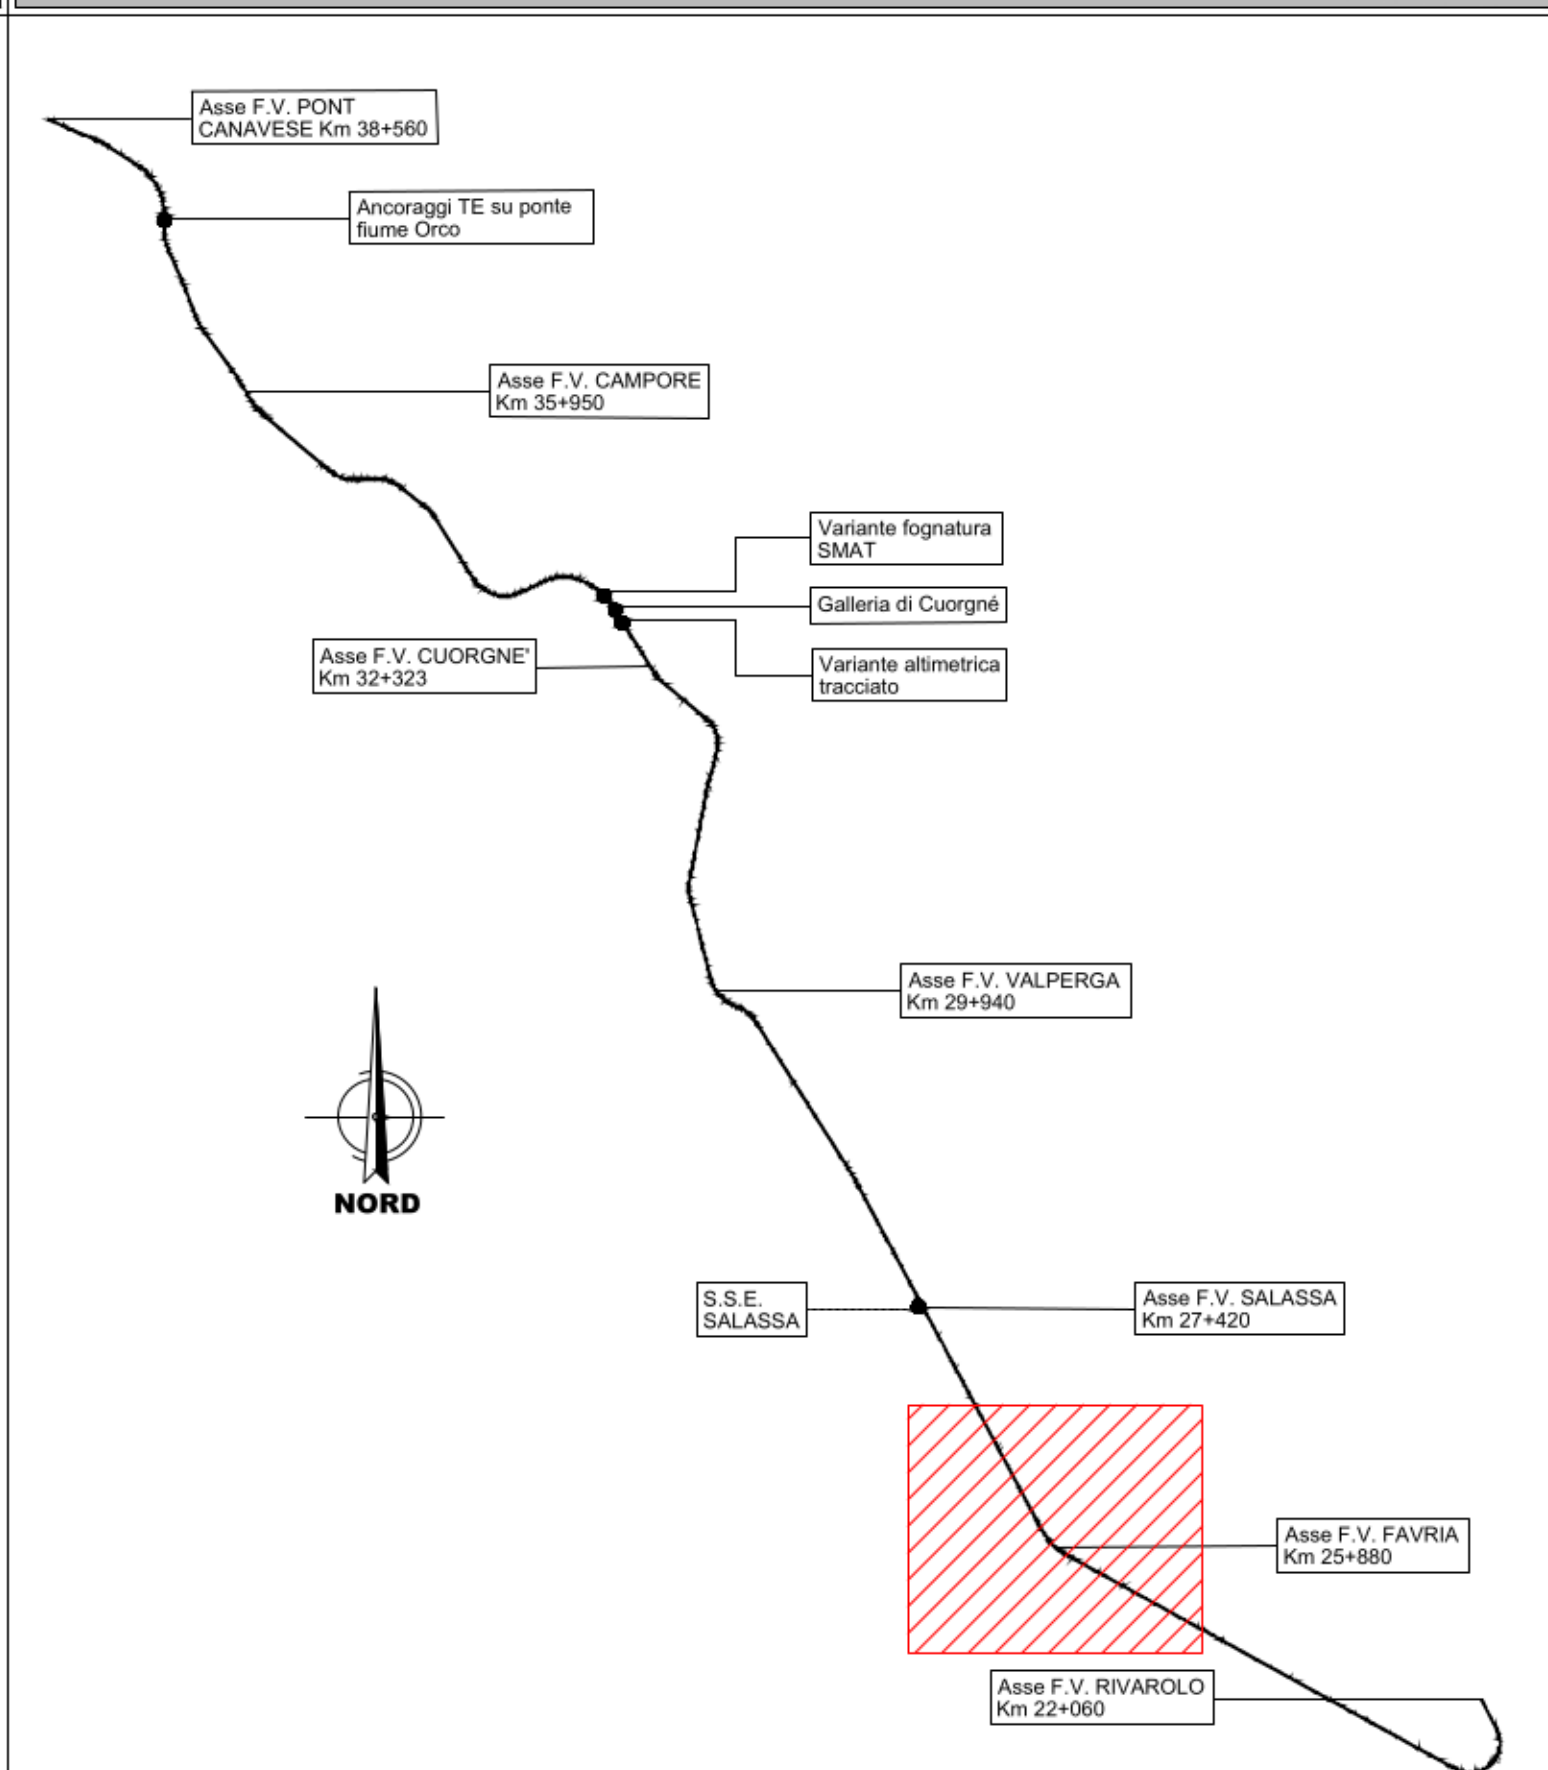 Asse F.V. PONT
CANAVESE Km 38+560
Ancoraggi TE su ponte
fiume Orco
Asse F.V. CAMPORE
Km 35+950
Variante fognatura
SMAT
Galleria di Cuorgné
Asse F.V. CUORGNE'
Km 32+323
Variante altimetrica
tracciato
Asse F.V. VALPERGA
Km 29+940
NORD
S.S.E.
SALASSA
Asse F.V. SALASSA
Km 27+420
Asse F.V. FAVRIA
Km 25+880
Asse F.V. RIVAROLO
Km 22+060